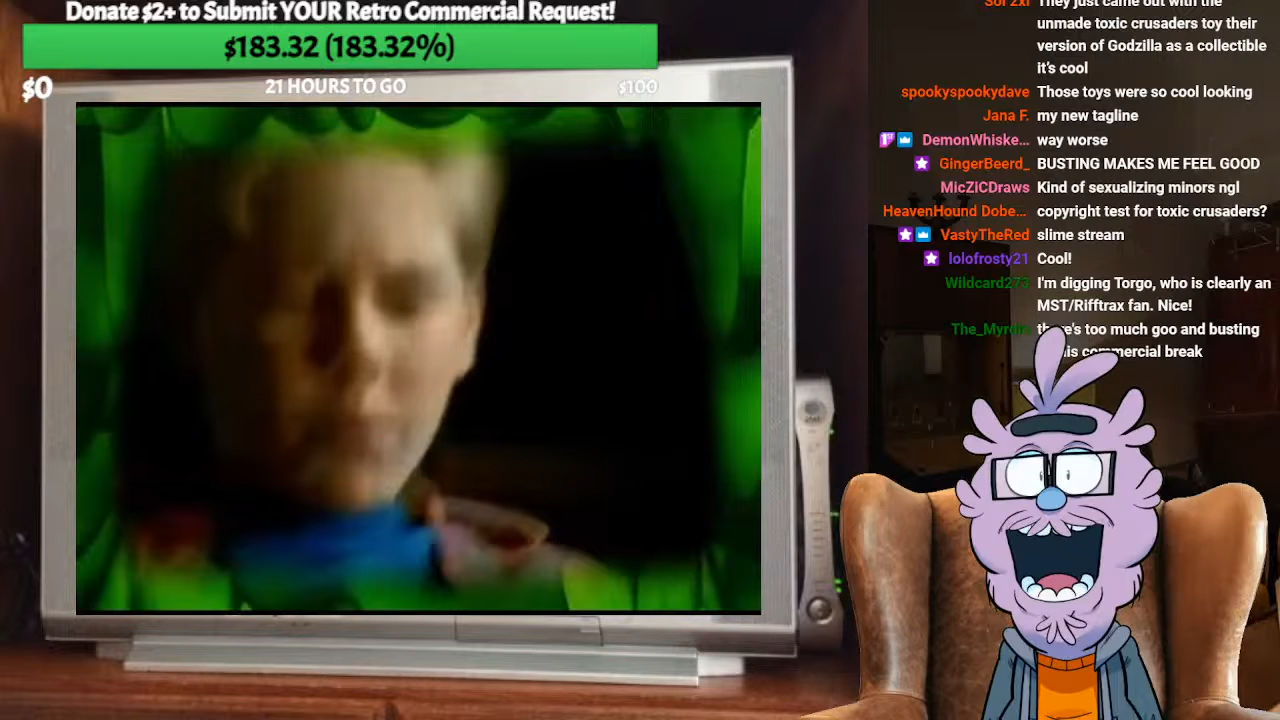 Donate $2+ to Submit YOUR Retro Commercial Request!
$183.32 (183.32%)
$0
21 HOURS TO GO
$100
They just came out with the
unmade toxic crusaders toy their
version of Godzilla as a collectible
it's cool
spookyspookydave Those toys were so cool looking
Jana F. my new tagline
DemonWhiske... way worse
GingerBeerd_ BUSTING MAKES ME FEEL GOOD
MicZiCDraws Kind of sexualizing minors ngl
HeavenHound Dobe... copyright test for toxic crusaders?
VastyTheRed slime stream
lolofrosty21 Cool!
Wildcard273 I'm digging Torgo, who is clearly an
MST/Rifftrax fan. Nice!
too much goo and busting
commercial break